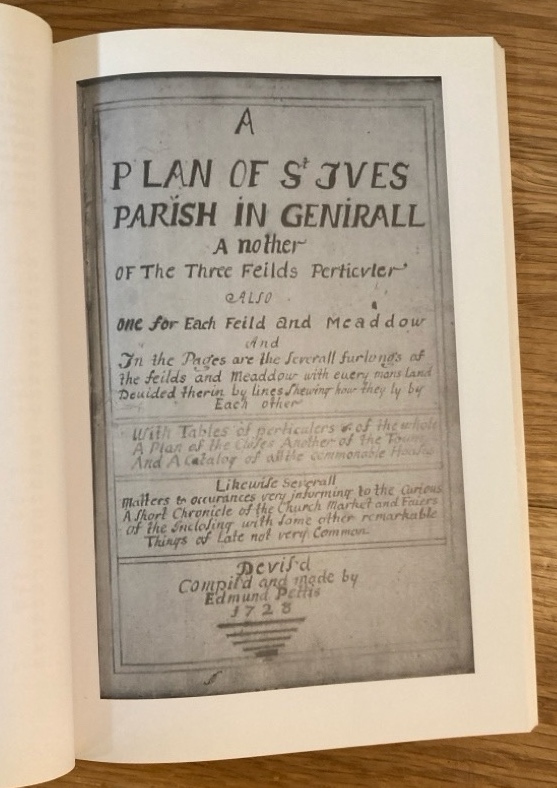 A
PLAN OF St IVES
PARISH IN GENIRALL
A nother
OF The Three Feilds Perticvler
ALSO
one for Each Feild and Meaddow
And
In the Pages are the severall furlongs of
the feilds and Meaddow with euery mans land
Deuided therin by lines shewing how they ly by
Each other
With Tables of perticulers & of the whole
A Plan of the Closes Another of the Town
And A Catalog of all the commonable Houses
Likewise Severall
Matters & occurances very informing to the Curious
A short Chronicle of the Church Market and Faiers
of the Inclosing with some other remarkable
Things of Late not very Common.
Devis'd
Compil'd and made by
Edmund Pettis
1728